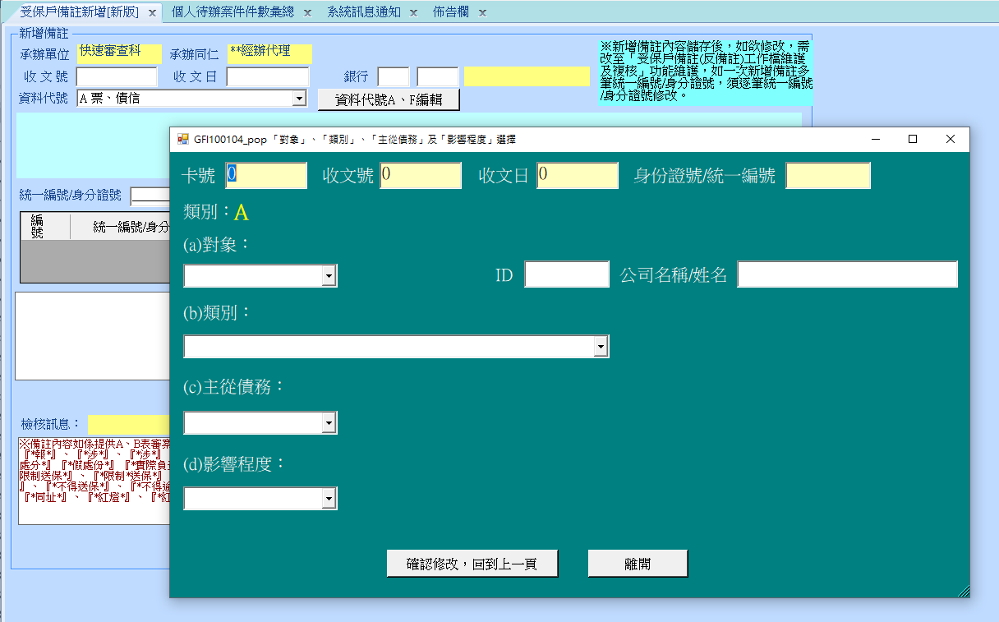 受保戶備註新增[新版] x 個人待辦案件件數彙總 x 系統訊息通知 x 佈告欄 x
新增備註
承辦單位 快速審查科 承辦同仁 **經辦代理
收文號 收文日 銀行
資料代號 A 票、債信 資料代號A、F編輯
※新增備註內容儲存後，如欲修改，需
改至「受保戶備註(反備註)工作檔維護
及複核」功能維護，如一次新增備註多
筆統一編號/身分證號，須逐筆統一編號
/身分證號修改。
GFI100104_pop 「對象」、「類別」、「主從債務」及「影響程度」選擇
卡號 0 收文號 0 收文日 0 身份證號/統一編號
類別：A
(a)對象：
ID 公司名稱/姓名
(b)類別：
(c)主從債務：
(d)影響程度：
確認修改，回到上一頁 離開
統一編號/身分證號
編號 統一編號/身分
檢核訊息：
※備註內容如係提供A、B表審案
『*報*』、『*涉*』、『*涉*』
處分*』『*假處份*』『*實際負
限制送保*』、『*限制*送保*』
』、『*不得送保*』、『*不得逾
『*同址*』、『*紅燈*』、『*紅